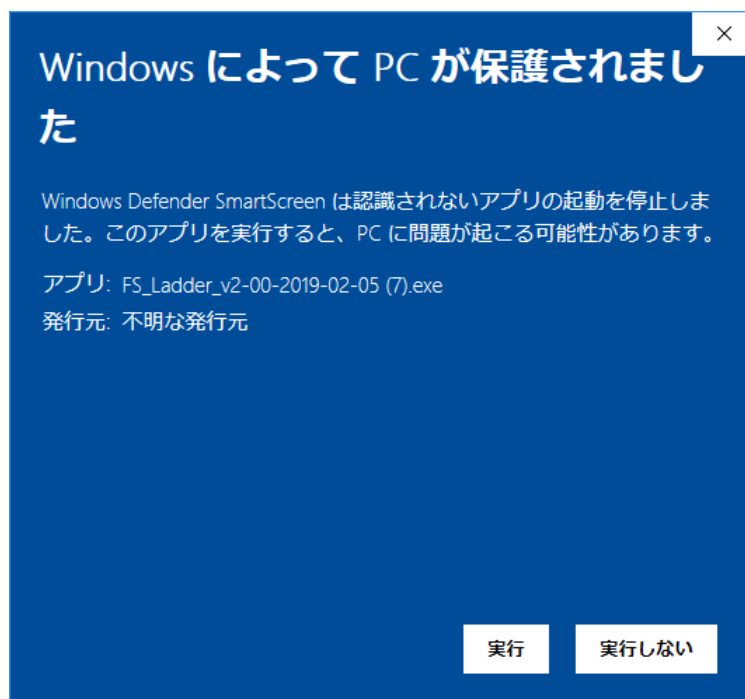 Windows によって PC が保護されまし
た
Windows Defender SmartScreen は認識されないアプリの起動を停止しま
した。このアプリを実行すると、PC に問題が起こる可能性があります。
アプリ: FS_Ladder_v2-00-2019-02-05 (7).exe
発行元: 不明な発行元
実行 実行しない